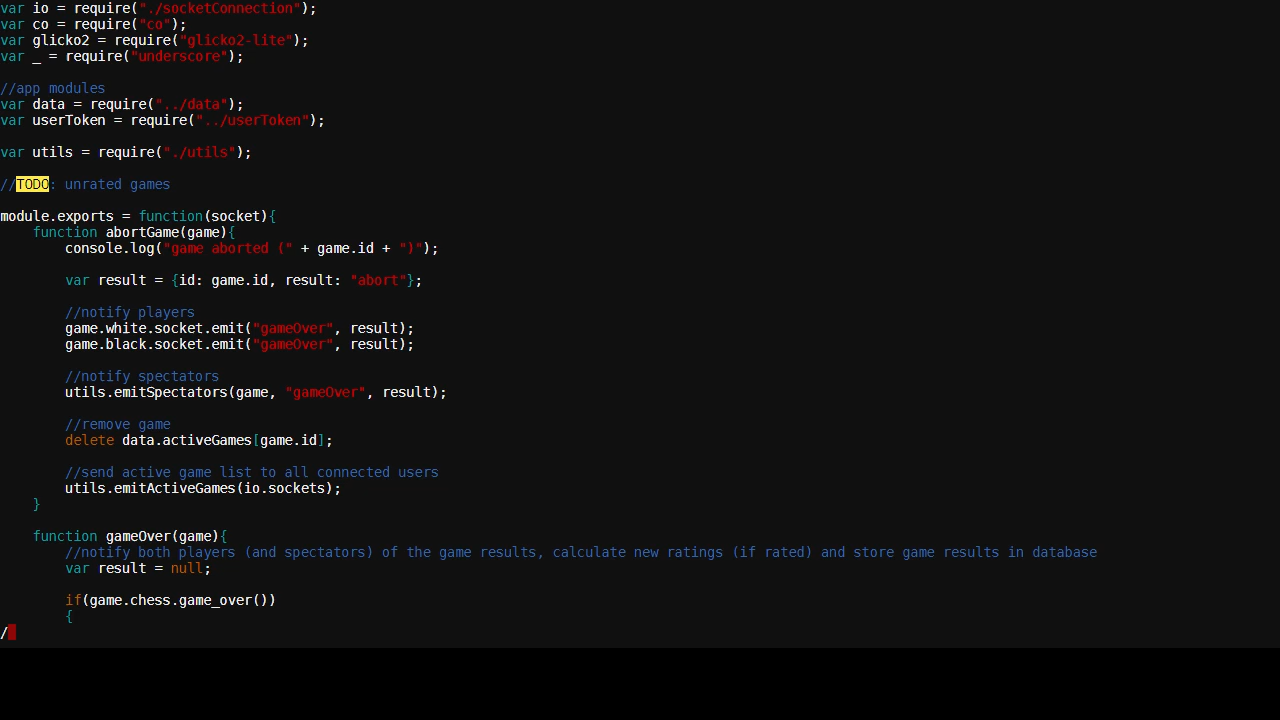 var io = require("./socketConnection");
var co = require("co");
var glicko2 = require("glicko2-lite");
var _ = require("underscore");
//app modules
var data = require("../data");
var userToken = require("../userToken");
var utils = require("./utils");
//TODO: unrated games
module.exports = function(socket){
    function abortGame(game){
        console.log("game aborted (" + game.id + ")");
        var result = {id: game.id, result: "abort"};
        //notify players
        game.white.socket.emit("gameOver", result);
        game.black.socket.emit("gameOver", result);
        //notify spectators
        utils.emitSpectators(game, "gameOver", result);
        //remove game
        delete data.activeGames[game.id];
        //send active game list to all connected users
        utils.emitActiveGames(io.sockets);
    }
    function gameOver(game){
        //notify both players (and spectators) of the game results, calculate new ratings (if rated) and store game results in database
        var result = null;
        if(game.chess.game_over())
        {
/